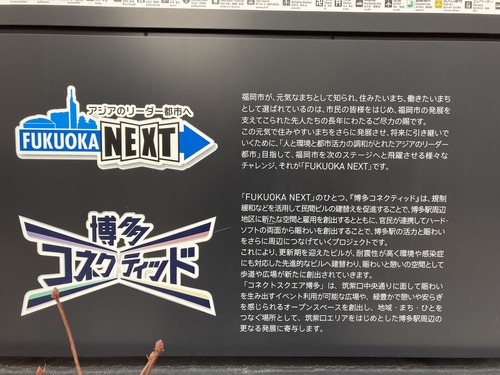 アジアのリーダー都市へ
FUKUOKA NEXT
福岡市が、元気なまちとして知られ、住みたいまち、働きたいまち
として選ばれているのは、市民の皆様をはじめ、福岡市の発展を
支えてこられた先人たちの長年にわたるご尽力の賜です。
この元気で住みやすいまちをさらに発展させ、将来に引き継いで
いくために、「人と環境と都市活力の調和がとれたアジアのリーダー
都市」目指して、福岡市を次のステージへと飛躍させる様々な
チャレンジ、それが「FUKUOKA NEXT」です。
博多
コネクティッド
「FUKUOKA NEXT」のひとつ、『博多コネクティッド』は、規制
緩和などを活用して民間ビルの建替えを促進することで、博多駅周辺
地区に新たな空間と雇用を創出するとともに、官民が連携してハード・
ソフトの両面から賑わいを創出することで、博多駅の活力と賑わい
をさらに周辺につなげていくプロジェクトです。
これにより、更新期を迎えたビルが、耐震性が高く環境や感染症
にも対応した先進的なビルへ建替わり、賑わいと憩いの空間として
歩道や広場が新たに創出されていきます。
「コネクトスクエア博多」は、筑紫口中央通りに面して賑わい
を生み出すイベント利用が可能な広場や、緑豊かで憩いや安らぎ
を感じられるオープンスペースを創出し、地域・まち・ひとを
つなぐ場所として、筑紫口エリアをはじめとした博多駅周辺の
更なる発展に寄与します。